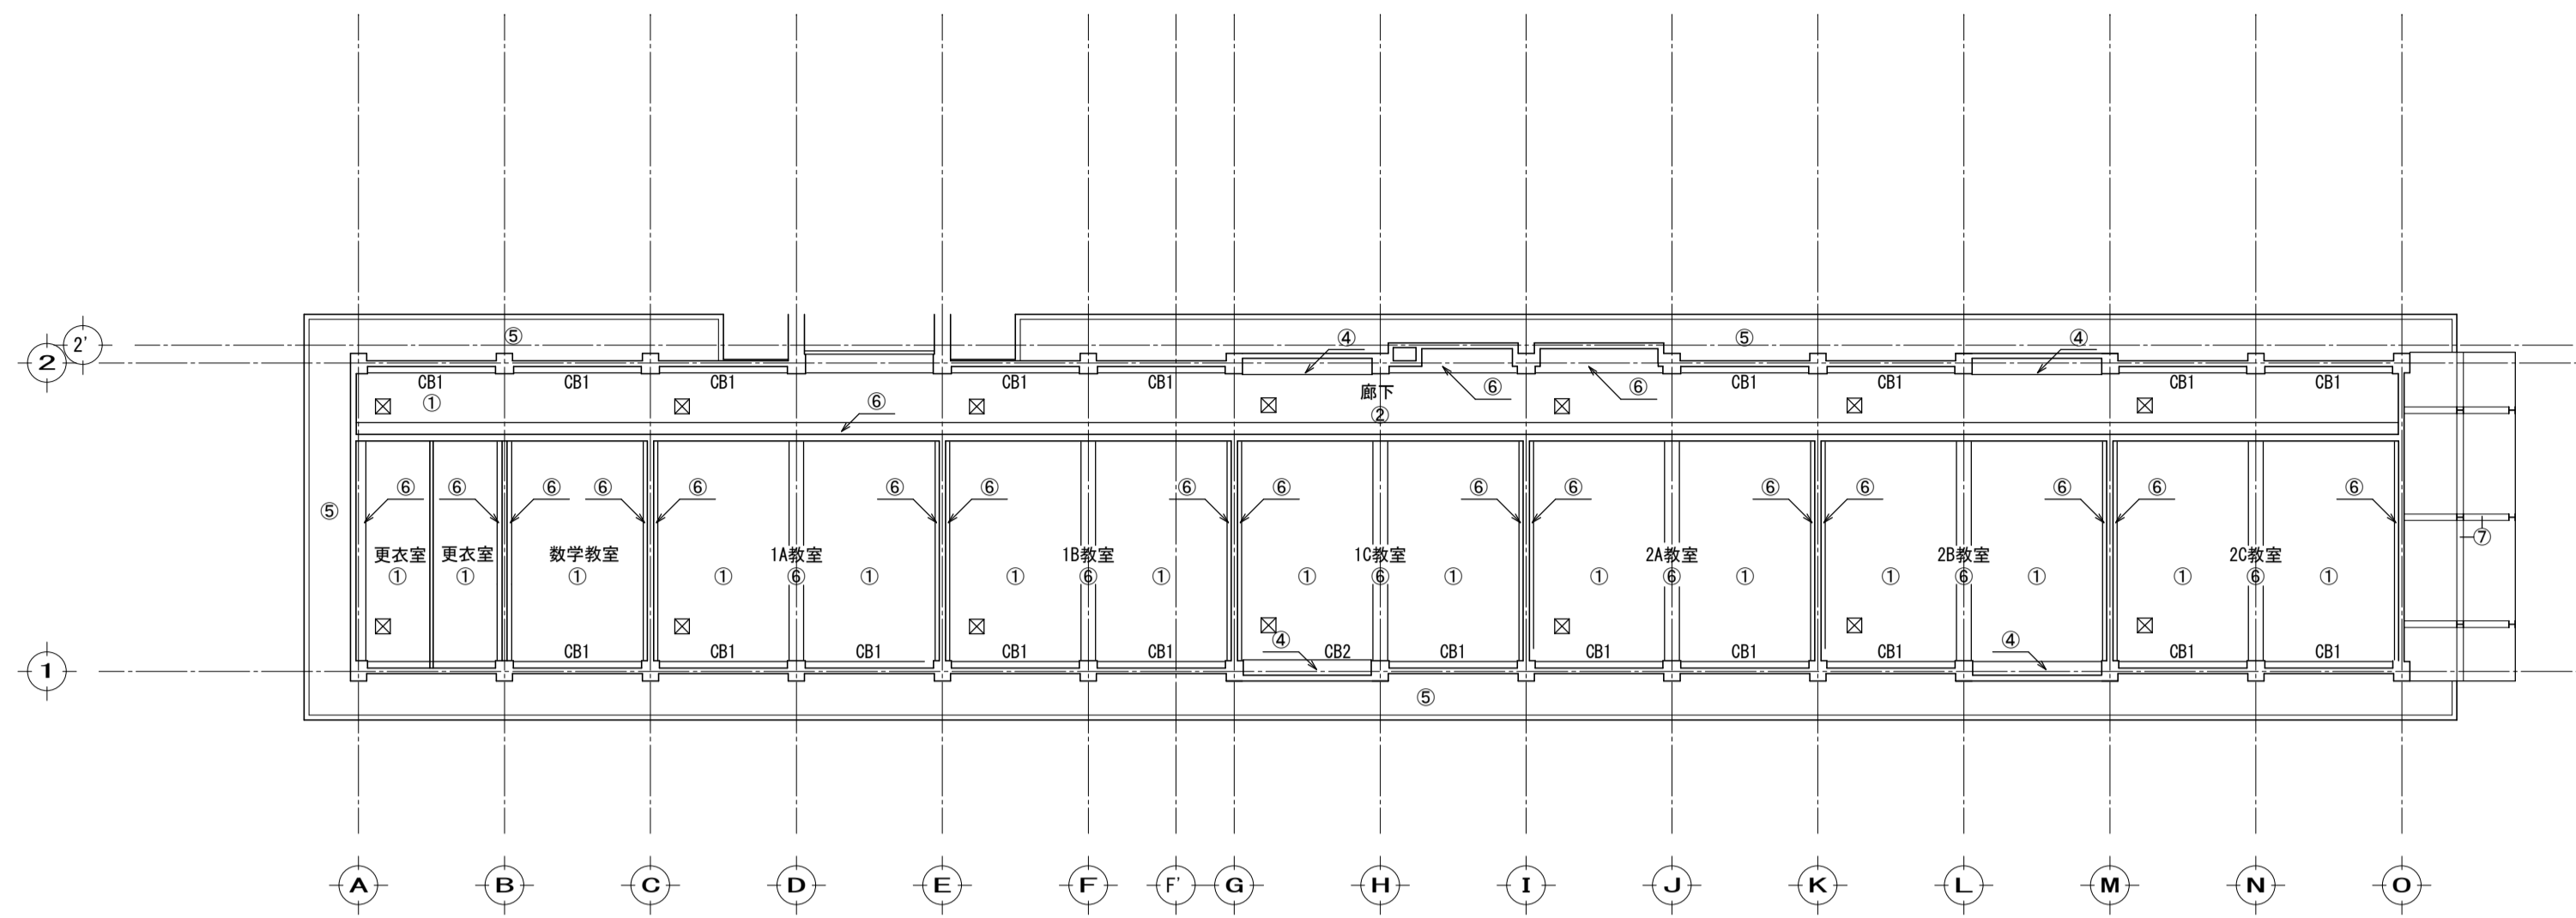 ⑤ ④ ⑤ ④
2'
2
CB1 CB1 CB1 CB1 CB1 CB1 CB1 CB1 CB1
廊下 ⑥ ⑥
① ⑥ ②
⑥ ⑥ ⑥ ⑥ ⑥ ⑥ ⑥ ⑥ ⑥ ⑥ ⑥ ⑥ ⑥ ⑥ ⑥ ⑥
⑤ ⑦
更衣室 更衣室 数学教室 1A教室 1B教室 1C教室 2A教室 2B教室 2C教室
① ① ① ① ⑥ ① ① ⑥ ① ① ⑥ ① ① ⑥ ① ① ⑥ ① ① ⑥ ①
④ ④
CB1 CB1 CB1 CB1 CB1 CB2 CB1 CB1 CB1 CB1 CB1 CB1
1
⑤
A B C D E F F' G H I J K L M N O